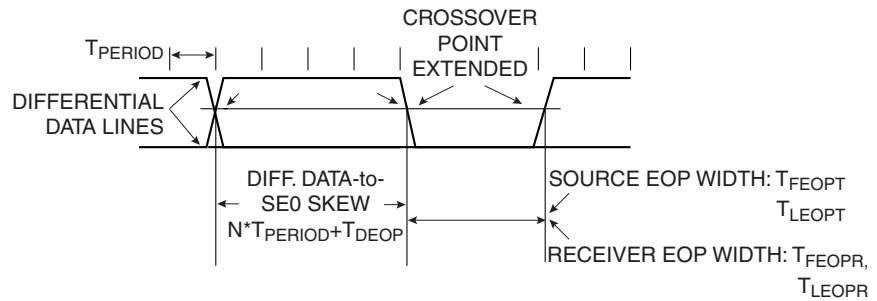 CROSSOVER
POINT
EXTENDED
TPERIOD
DIFFERENTIAL
DATA LINES
DIFF. DATA-to-
SE0 SKEW
N*TPERIOD+TDEOP
SOURCE EOP WIDTH: TFEOPT
TLEOPT
RECEIVER EOP WIDTH: TFEOPR,
TLEOPR